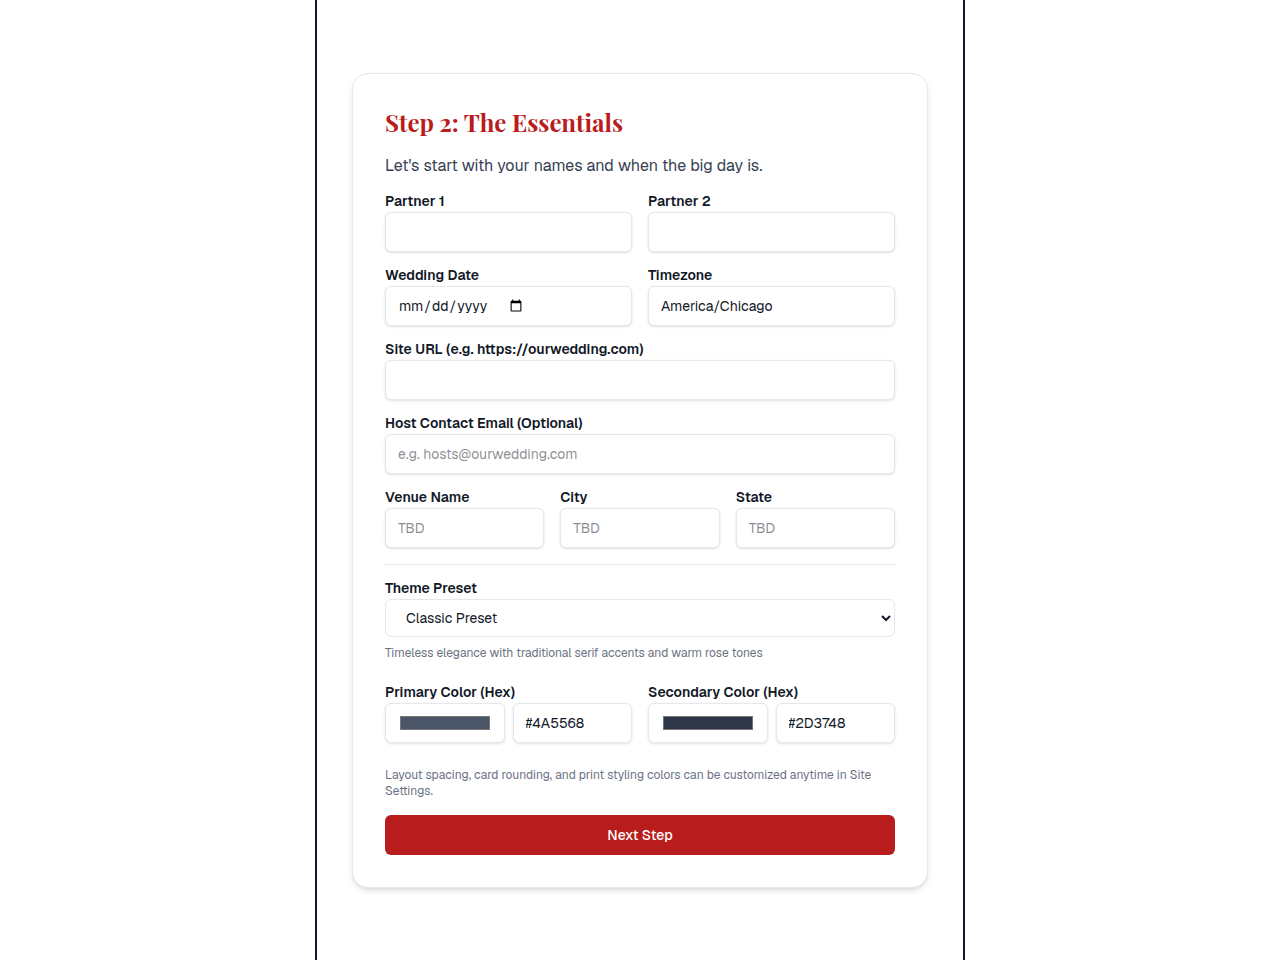 Step 2: The Essentials
Let's start with your names and when the big day is.
Partner 1 Partner 2
Wedding Date Timezone
mm/dd/yyyy America/Chicago
Site URL (e.g. https://ourwedding.com)
Host Contact Email (Optional)
e.g. hosts@ourwedding.com
Venue Name City State
TBD TBD TBD
Theme Preset
Classic Preset
Timeless elegance with traditional serif accents and warm rose tones
Primary Color (Hex) Secondary Color (Hex)
#4A5568 #2D3748
Layout spacing, card rounding, and print styling colors can be customized anytime in Site
Settings.
Next Step